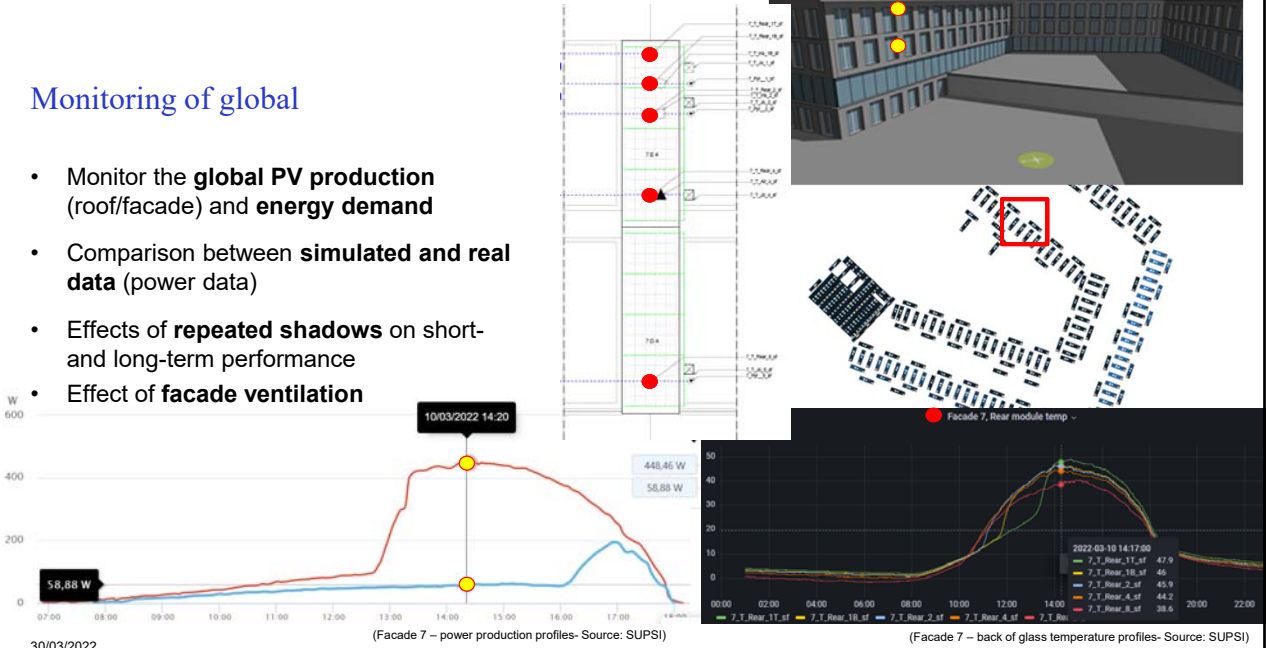 Monitoring of global
• Monitor the global PV production
(roof/facade) and energy demand
• Comparison between simulated and real
data (power data)
• Effects of repeated shadows on short-
and long-term performance
• Effect of facade ventilation
W
600
400
200
0
10/03/2022 14:20
448,46 W
58,88 W
58,88 W
07:00 08:00 09:00 10:00 11:00 12:00 13:00 14:00 15:00 16:00 17:00 18:00
(Facade 7 – power production profiles- Source: SUPSI)
30/03/2022
7_T_Rear_1T_sf
7_T_Rear_1B_sf
Facade 7, Rear module temp
50
40
30
20
10
0
2022-03-10 14:17:00
7_T_Rear_1T_sf 47.9
7_T_Rear_1B_sf 46
7_T_Rear_2_sf 45.9
7_T_Rear_4_sf 44.2
7_T_Rear_8_sf 38.6
00:00 02:00 04:00 06:00 08:00 10:00 12:00 14:00 20:00 22:00
7_T_Rear_1T_sf 7_T_Rear_1B_sf 7_T_Rear_2_sf 7_T_Rear_4_sf
(Facade 7 – back of glass temperature profiles- Source: SUPSI)